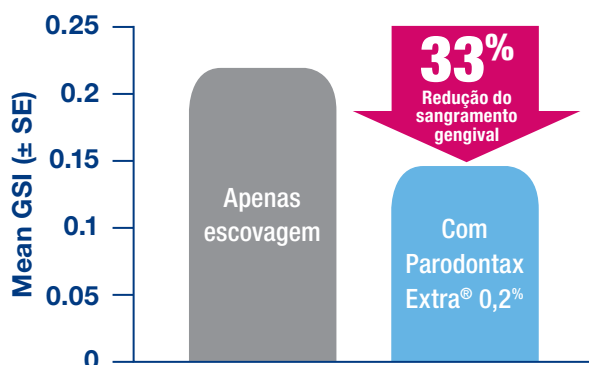 0.25
0.2
0.15
0.1
0.05
0
Mean GSI (± SE)
Apenas
escovagem
33%
Redução do
sangramento
gengival
Com
Parodontax
Extra® 0,2%